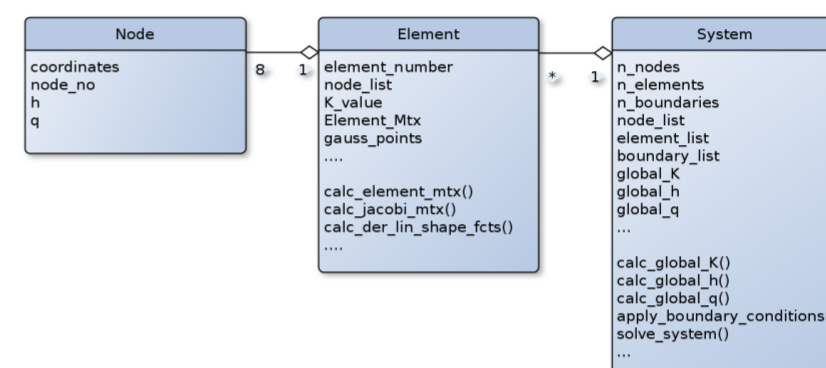 Node
coordinates
node_no
h
q
8
1
Element
element_number
node_list
K_value
Element_Mtx
gauss_points
....
calc_element_mtx()
calc_jacobi_mtx()
calc_der_lin_shape_fcts()
....
*
1
System
n_nodes
n_elements
n_boundaries
node_list
element_list
boundary_list
global_K
global_h
global_q
...
calc_global_K()
calc_global_h()
calc_global_q()
apply_boundary_conditions
solve_system()
...